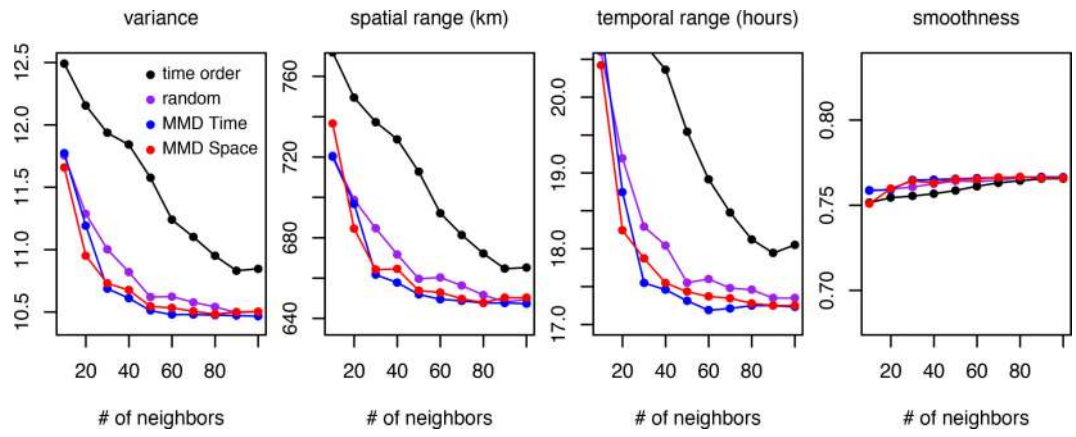 variance
12.5
12.0
11.5
11.0
10.5
time order
random
MMD Time
MMD Space
20 40 60 80
# of neighbors
spatial range (km)
760
720
680
640
20 40 60 80
# of neighbors
temporal range (hours)
20.0
19.0
18.0
17.0
20 40 60 80
# of neighbors
smoothness
0.80
0.75
0.70
20 40 60 80
# of neighbors